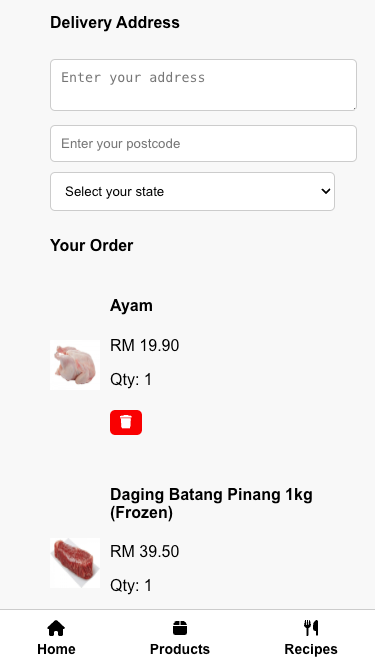 Delivery Address
Enter your address
Enter your postcode
Select your state
Your Order
Ayam
RM 19.90
Qty: 1
Daging Batang Pinang 1kg
(Frozen)
RM 39.50
Qty: 1
Home Products Recipes